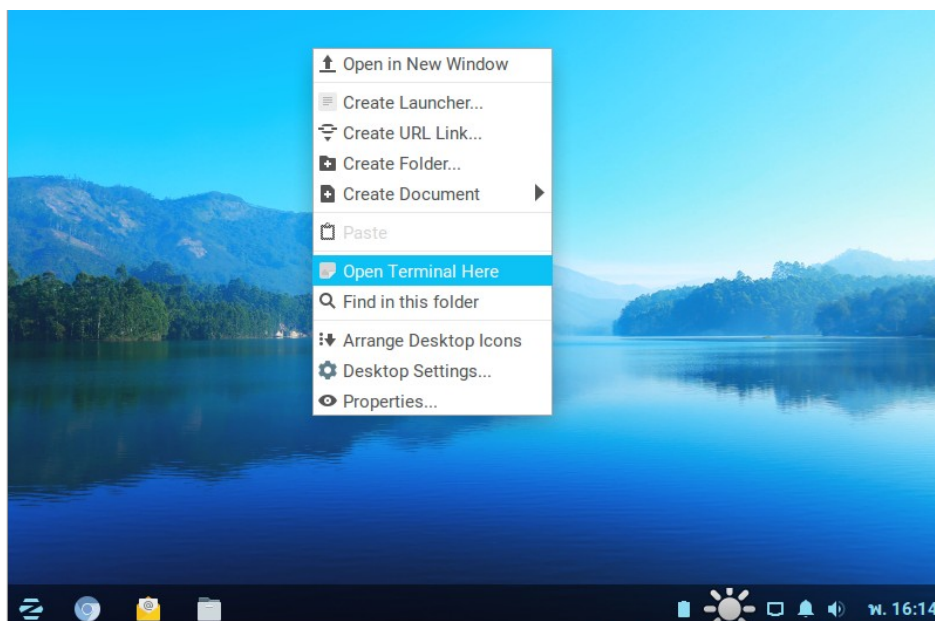 Open in New Window
Create Launcher...
Create URL Link...
Create Folder...
Create Document
Paste
Open Terminal Here
Find in this folder
Arrange Desktop Icons
Desktop Settings...
Properties...
พ. 16:14